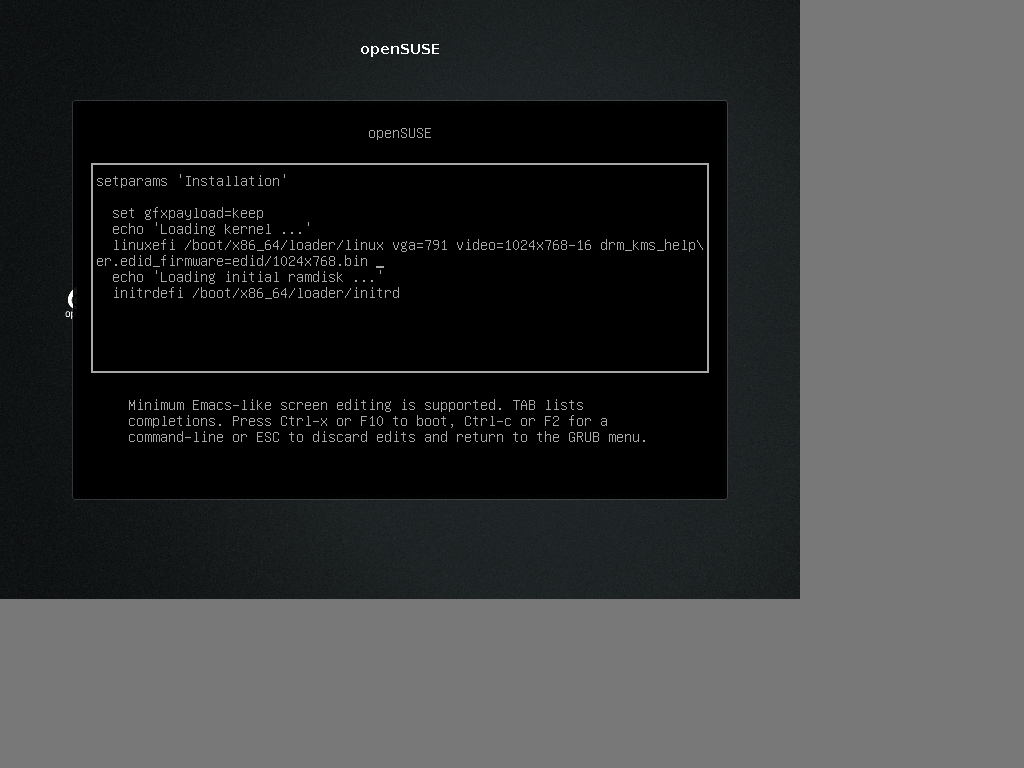 openSUSE
openSUSE
setparams 'Installation'
set gfxpayload=keep
echo 'Loading kernel ...'
linuxefi /boot/x86_64/loader/linux vga=791 video=1024x768-16 drm_kms_help\
er.edid_firmware=edid/1024x768.bin _
echo 'Loading initial ramdisk ...'
initrdefi /boot/x86_64/loader/initrd
op
Minimum Emacs-like screen editing is supported. TAB lists
completions. Press Ctrl-x or F10 to boot, Ctrl-c or F2 for a
command-line or ESC to discard edits and return to the GRUB menu.